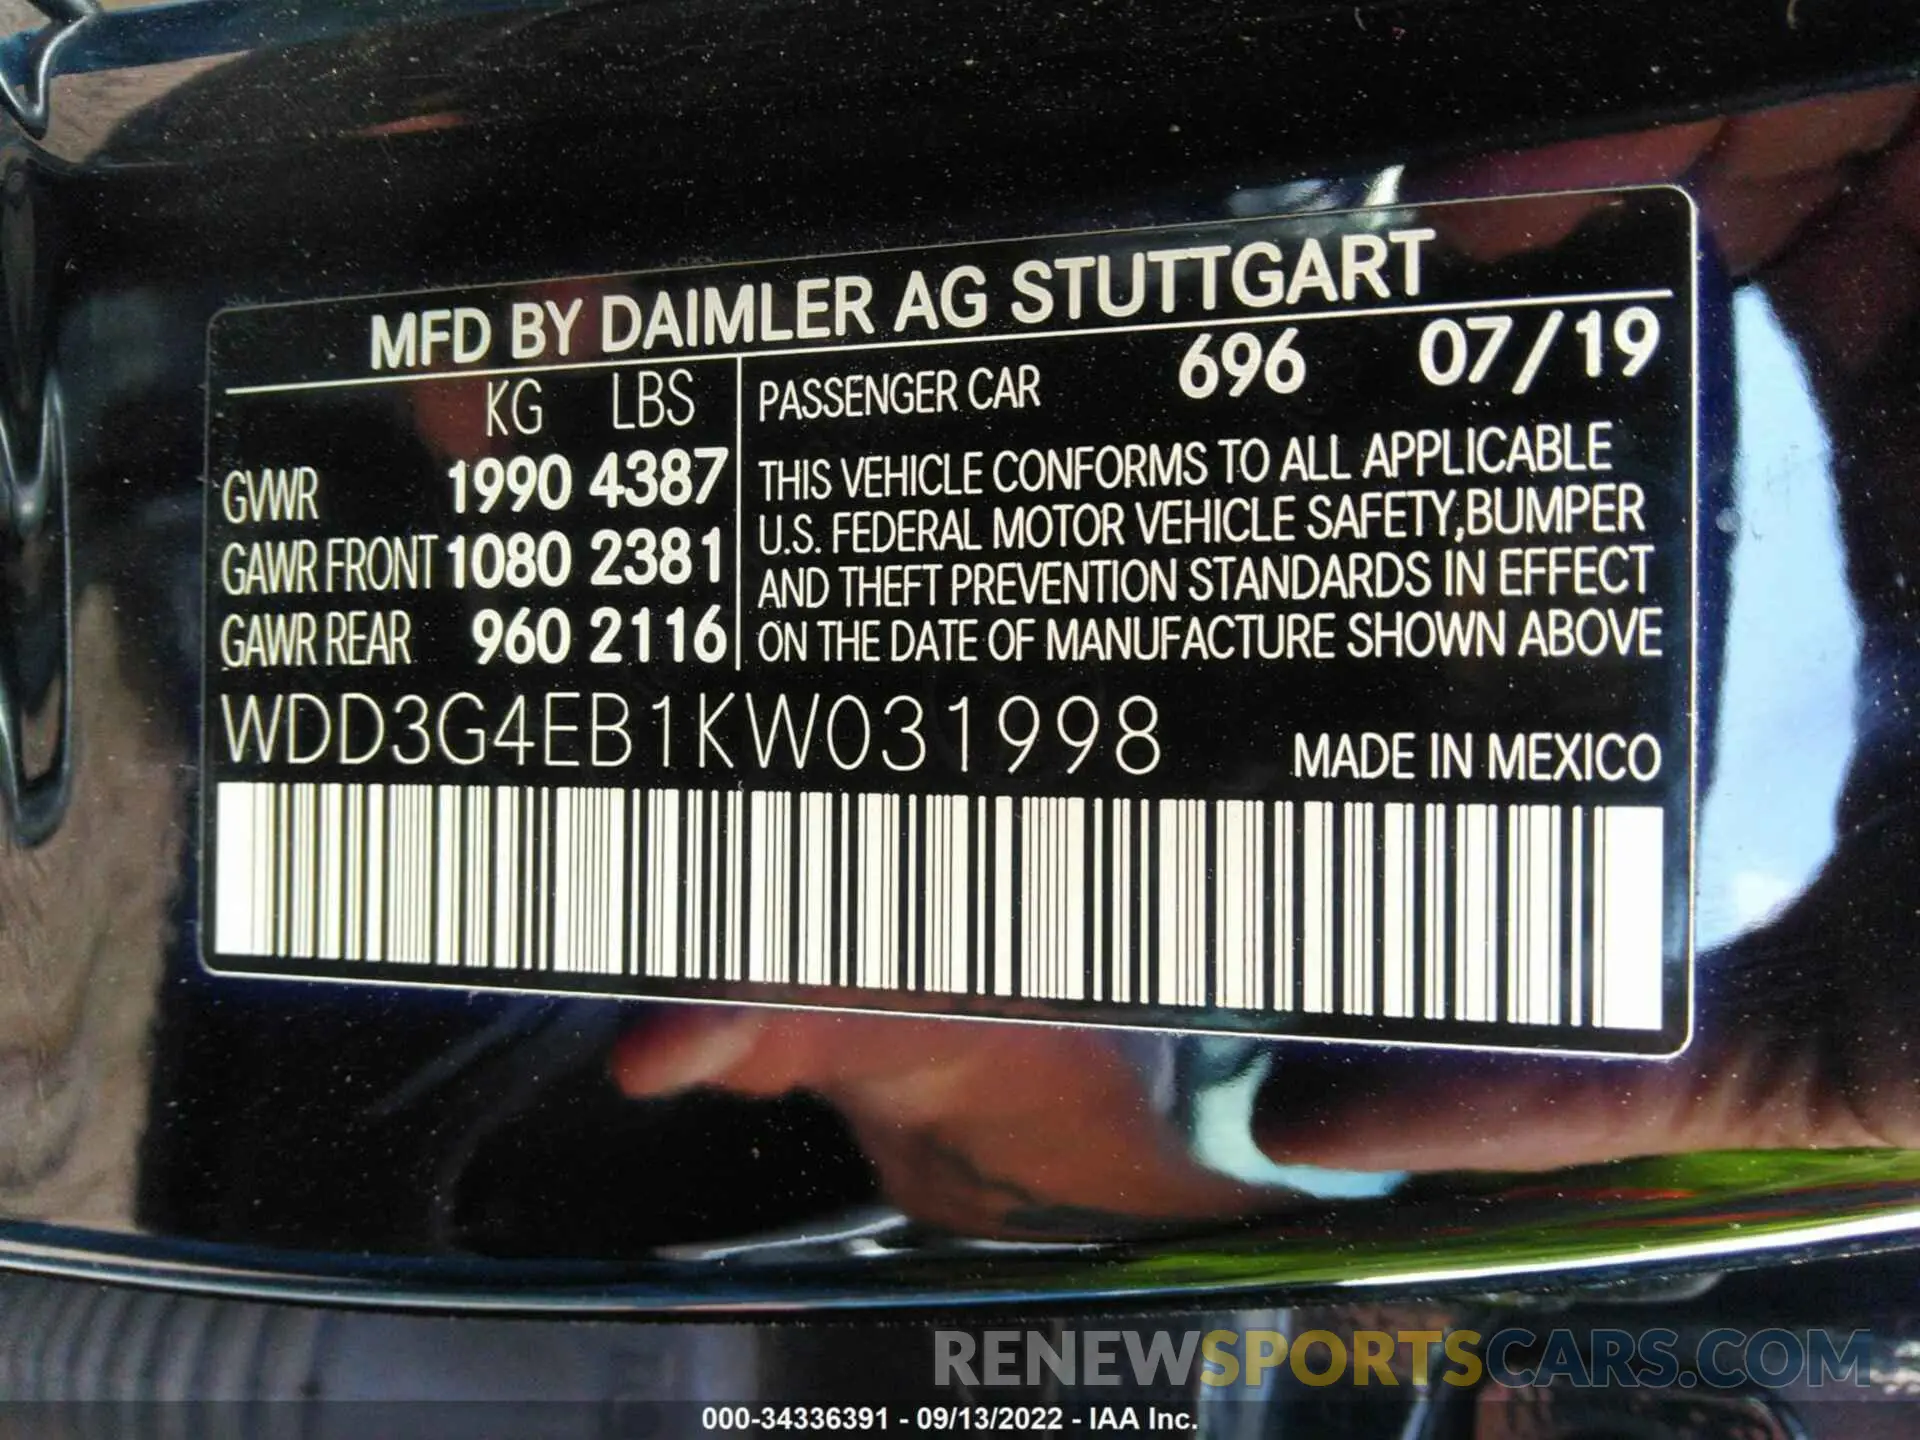 MFD BY DAIMLER AG STUTTGART
KG LBS
GVWR 1990 4387
GAWR FRONT 1080 2381
GAWR REAR 960 2116
PASSENGER CAR 696 07/19
THIS VEHICLE CONFORMS TO ALL APPLICABLE
U.S. FEDERAL MOTOR VEHICLE SAFETY,BUMPER
AND THEFT PREVENTION STANDARDS IN EFFECT
ON THE DATE OF MANUFACTURE SHOWN ABOVE
WDD3G4EB1KW031998
MADE IN MEXICO
RENEWSPORTSCARS.COM
000-34336391 - 09/13/2022 - IAA Inc.